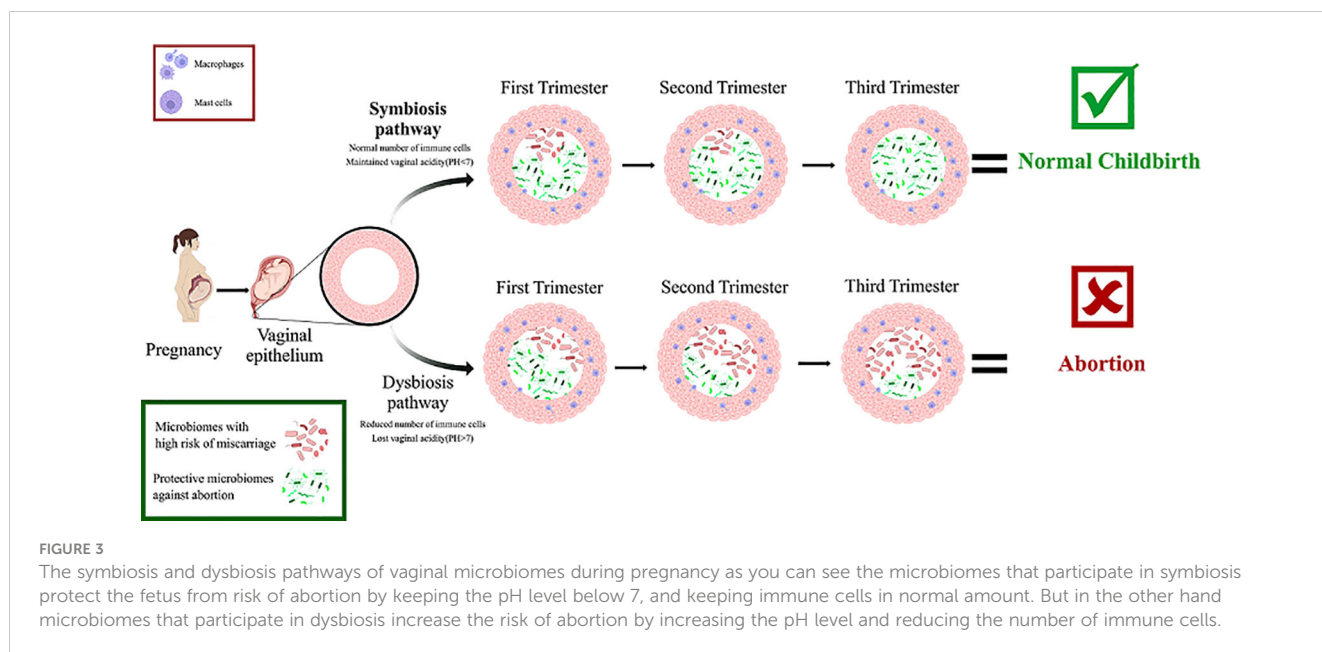 Macrophages
Mast cells
Symbiosis
pathway
Normal number of immune cells
Maintained vaginal acidity(PH<7)
First Trimester
Second Trimester
Third Trimester
=
Normal Childbirth
Pregnancy
Vaginal
epithelium
Dysbiosis
pathway
Reduced number of immune cells
Lost vaginal acidity(PH>7)
First Trimester
Second Trimester
Third Trimester
=
Abortion
Microbiomes with
high risk of miscarriage
Protective microbiomes
against abortion
FIGURE 3
The symbiosis and dysbiosis pathways of vaginal microbiomes during pregnancy as you can see the microbiomes that participate in symbiosis
protect the fetus from risk of abortion by keeping the pH level below 7, and keeping immune cells in normal amount. But in the other hand
microbiomes that participate in dysbiosis increase the risk of abortion by increasing the pH level and reducing the number of immune cells.